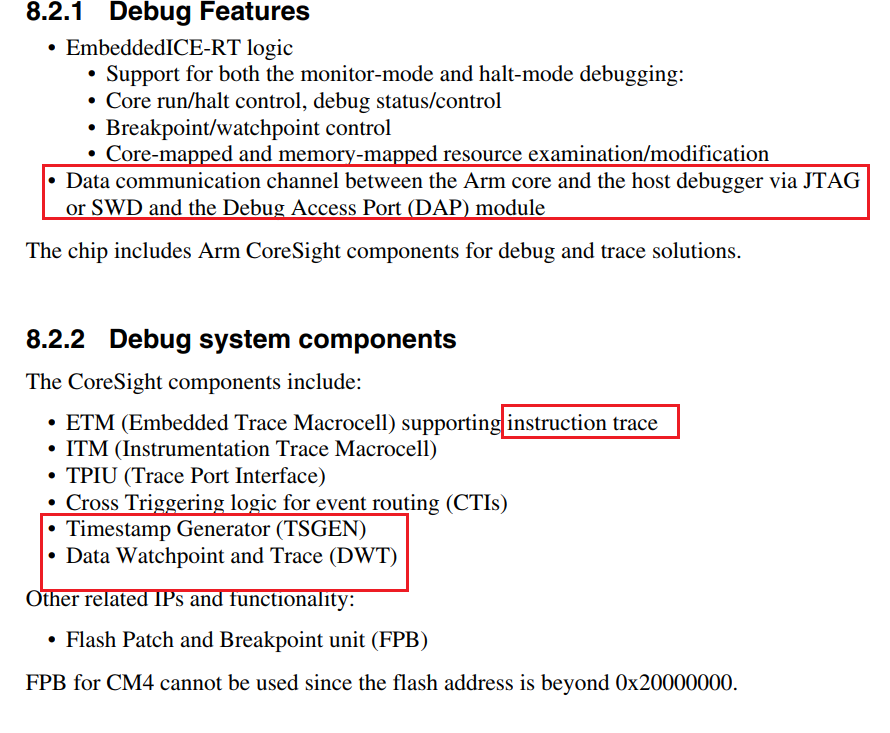 8.2.1 Debug Features
• EmbeddedICE-RT logic
• Support for both the monitor-mode and halt-mode debugging:
• Core run/halt control, debug status/control
• Breakpoint/watchpoint control
• Core-mapped and memory-mapped resource examination/modification
• Data communication channel between the Arm core and the host debugger via JTAG
or SWD and the Debug Access Port (DAP) module
The chip includes Arm CoreSight components for debug and trace solutions.
8.2.2 Debug system components
The CoreSight components include:
• ETM (Embedded Trace Macrocell) supporting instruction trace
• ITM (Instrumentation Trace Macrocell)
• TPIU (Trace Port Interface)
• Cross Triggering logic for event routing (CTIs)
• Timestamp Generator (TSGEN)
• Data Watchpoint and Trace (DWT)
Other related IPs and functionality:
• Flash Patch and Breakpoint unit (FPB)
FPB for CM4 cannot be used since the flash address is beyond 0x20000000.